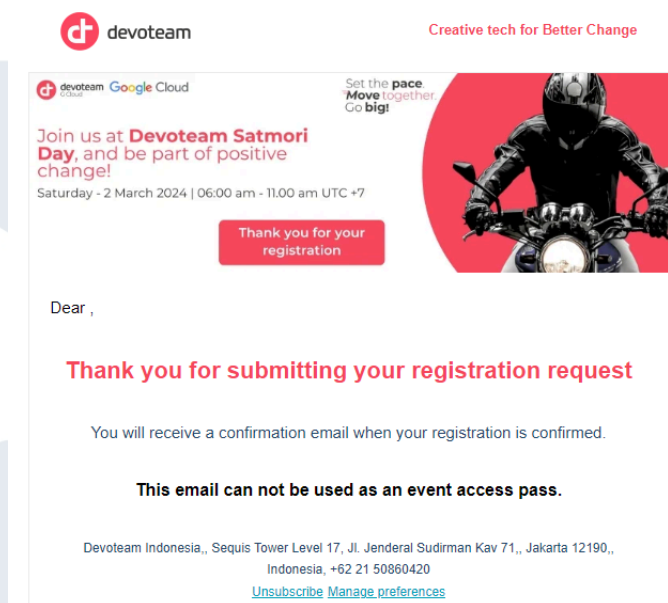 devoteam
Creative tech for Better Change
devoteam Google Cloud
G Cloud
Set the pace.
Move together.
Go big!
Join us at Devoteam Satmori
Day, and be part of positive
change!
Saturday - 2 March 2024 | 06:00 am - 11.00 am UTC +7
Thank you for your
registration
Dear ,
Thank you for submitting your registration request
You will receive a confirmation email when your registration is confirmed.
This email can not be used as an event access pass.
Devoteam Indonesia,, Sequis Tower Level 17, Jl. Jenderal Sudirman Kav 71,, Jakarta 12190,,
Indonesia, +62 21 50860420
Unsubscribe Manage preferences